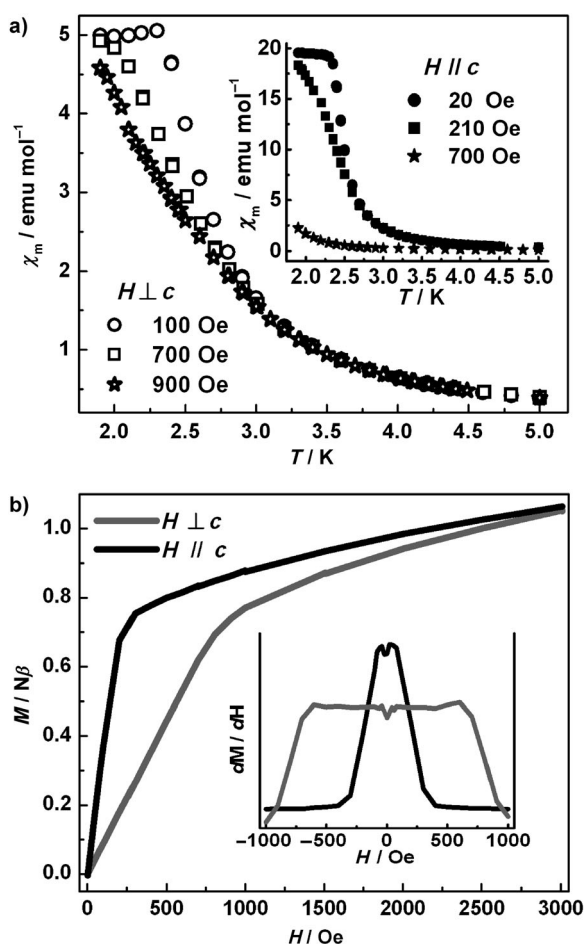 a)
χm / emu mol⁻¹
5
4
3
2
1
2.0 2.5 3.0 3.5 4.0 4.5 5.0
T / K
H ⊥ c
100 Oe
700 Oe
900 Oe
χm / emu mol⁻¹
20
15
10
5
0
H // c
20 Oe
210 Oe
700 Oe
2.0 2.5 3.0 3.5 4.0 4.5 5.0
T / K
b)
M / Nβ
1.0
0.8
0.6
0.4
0.2
0.0
H ⊥ c
H // c
dM / dH
−1000 −500 0 500 1000
H / Oe
0 500 1000 1500 2000 2500 3000
H / Oe